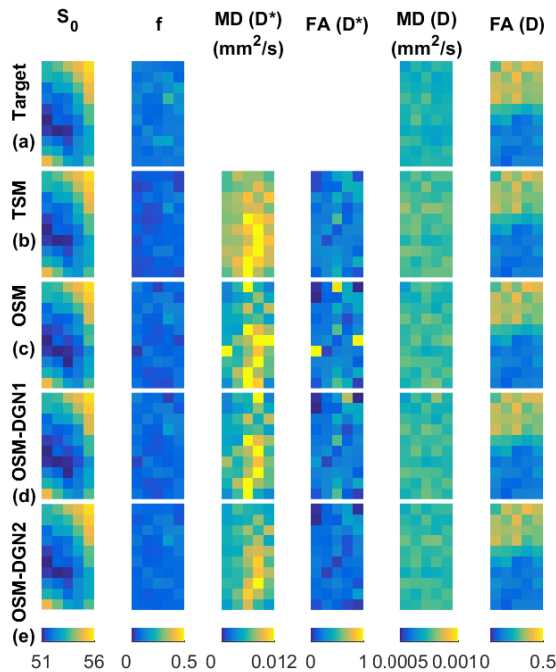 S0 f MD (D*) FA (D*) MD (D) FA (D)
(mm²/s) (mm²/s)
Target
(a)
TSM
(b)
OSM
(c)
OSM-DGN1
(d)
OSM-DGN2
(e)
51 56 0 0.5 0 0.012 0 1 0.0005 0.0010 0 0.5